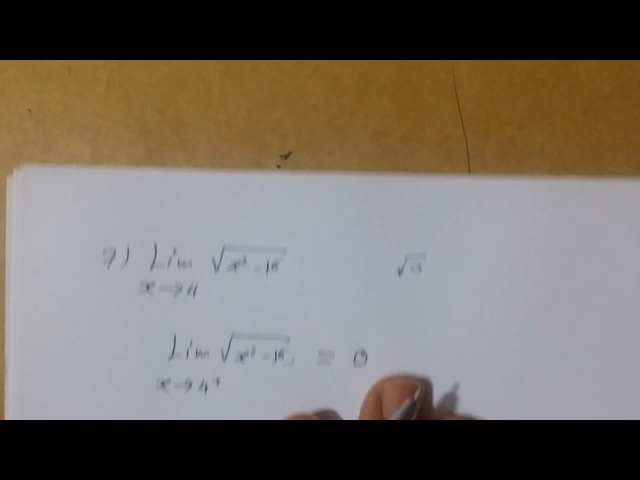 7) Lim √x² - 16
x → 4
√0
Lim √x² - 16 = 0
x → 4⁺